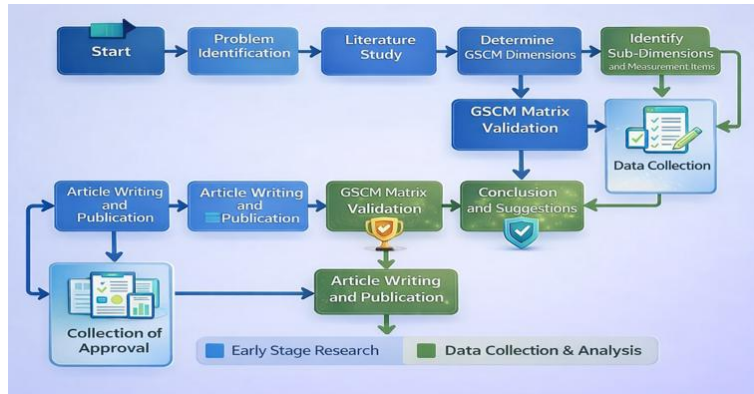 Start
Problem
Identification
Literature
Study
Determine
GSCM Dimensions
Identify
Sub-Dimensions
and Measurement Items
GSCM Matrix
Validation
Data Collection
Article Writing
and
Publication
Article Writing
and
Publication
GSCM Matrix
Validation
Conclusion
and Suggestions
Collection of
Approval
Article Writing
and Publication
Early Stage Research
Data Collection & Analysis